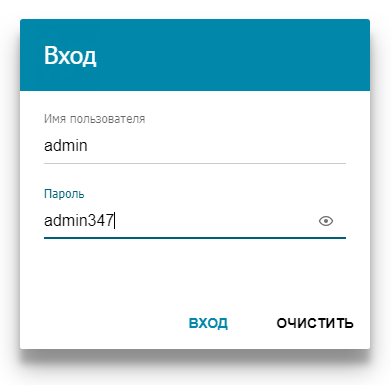 Вход
Имя пользователя
admin
Пароль
admin347
ВХОД ОЧИСТИТЬ